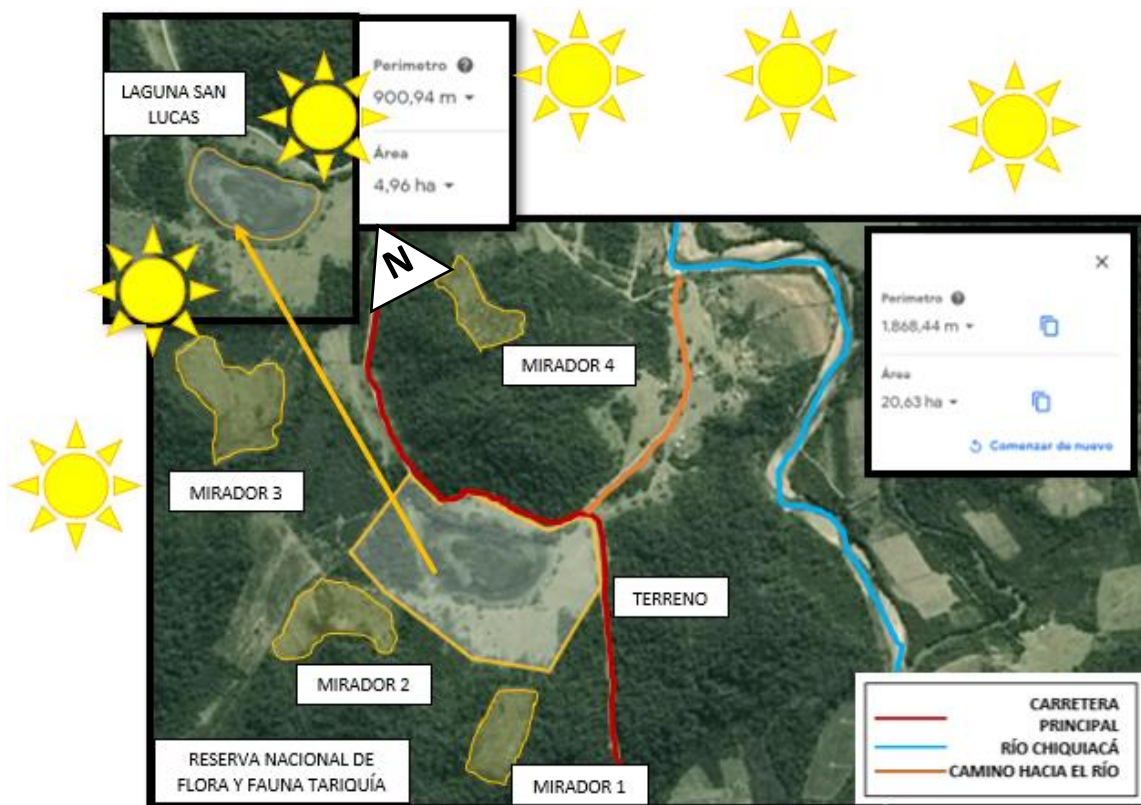 LAGUNA SAN
LUCAS
Perímetro
900,94 m
Área
4,96 ha
N
Perímetro
1.868,44 m
Área
20,63 ha
Comenzar de nuevo
MIRADOR 4
MIRADOR 3
TERRENO
MIRADOR 2
MIRADOR 1
RESERVA NACIONAL DE
FLORA Y FAUNA TARIQUÍA
CARRETERA
PRINCIPAL
RÍO CHIQUIACÁ
CAMINO HACIA EL RÍO